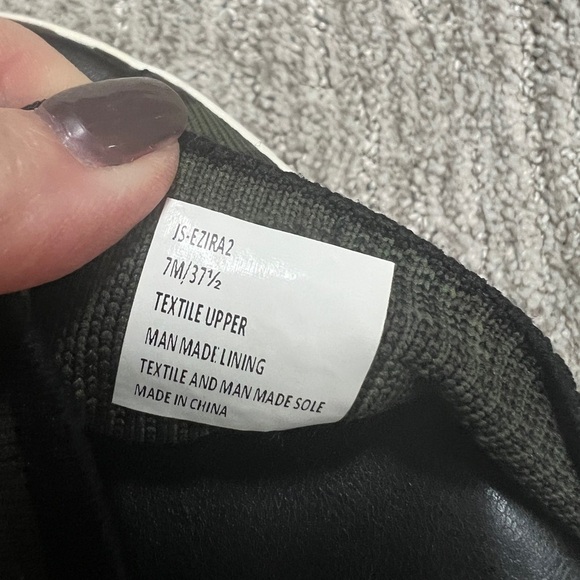 JS-EZIRA2
7M/37½
TEXTILE UPPER
MAN MADE LINING
TEXTILE AND MAN MADE SOLE
MADE IN CHINA